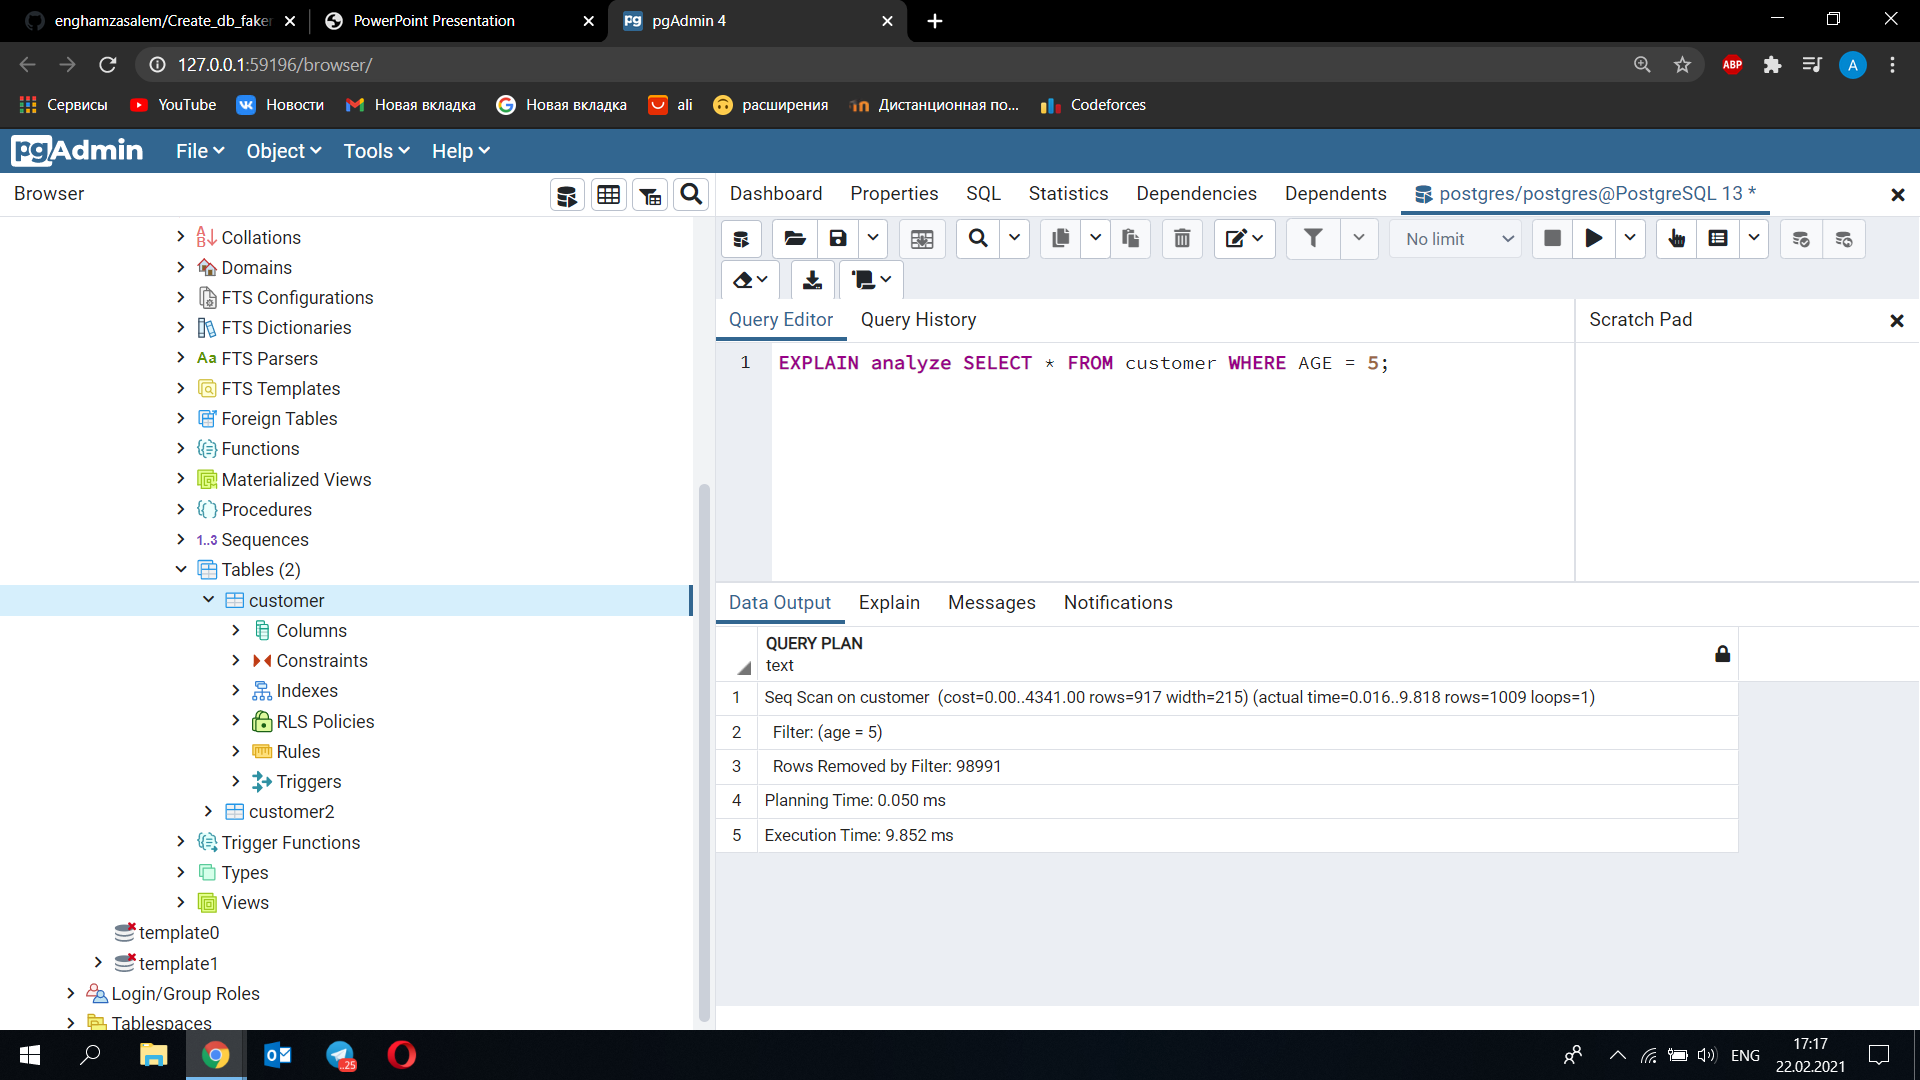 enghamzasalem/Create_db_faker
PowerPoint Presentation
pgAdmin 4
127.0.0.1:59196/browser/
ABP
A
Сервисы
YouTube
Новости
Новая вкладка
Новая вкладка
ali
расширения
Дистанционная по...
Codeforces
pgAdmin
File
Object
Tools
Help
Browser
Dashboard
Properties
SQL
Statistics
Dependencies
Dependents
postgres/postgres@PostgreSQL 13 *
No limit
Collations
Domains
FTS Configurations
FTS Dictionaries
Aa FTS Parsers
FTS Templates
Foreign Tables
Functions
Materialized Views
Procedures
1..3 Sequences
Tables (2)
customer
Columns
Constraints
Indexes
RLS Policies
Rules
Triggers
customer2
Trigger Functions
Types
Views
template0
template1
Login/Group Roles
Tablespaces
Query Editor
Query History
Scratch Pad
1 EXPLAIN analyze SELECT * FROM customer WHERE AGE = 5;
Data Output
Explain
Messages
Notifications
QUERY PLAN
text
1 Seq Scan on customer (cost=0.00..4341.00 rows=917 width=215) (actual time=0.016..9.818 rows=1009 loops=1)
2 Filter: (age = 5)
3 Rows Removed by Filter: 98991
4 Planning Time: 0.050 ms
5 Execution Time: 9.852 ms
..25
ENG
17:17
22.02.2021